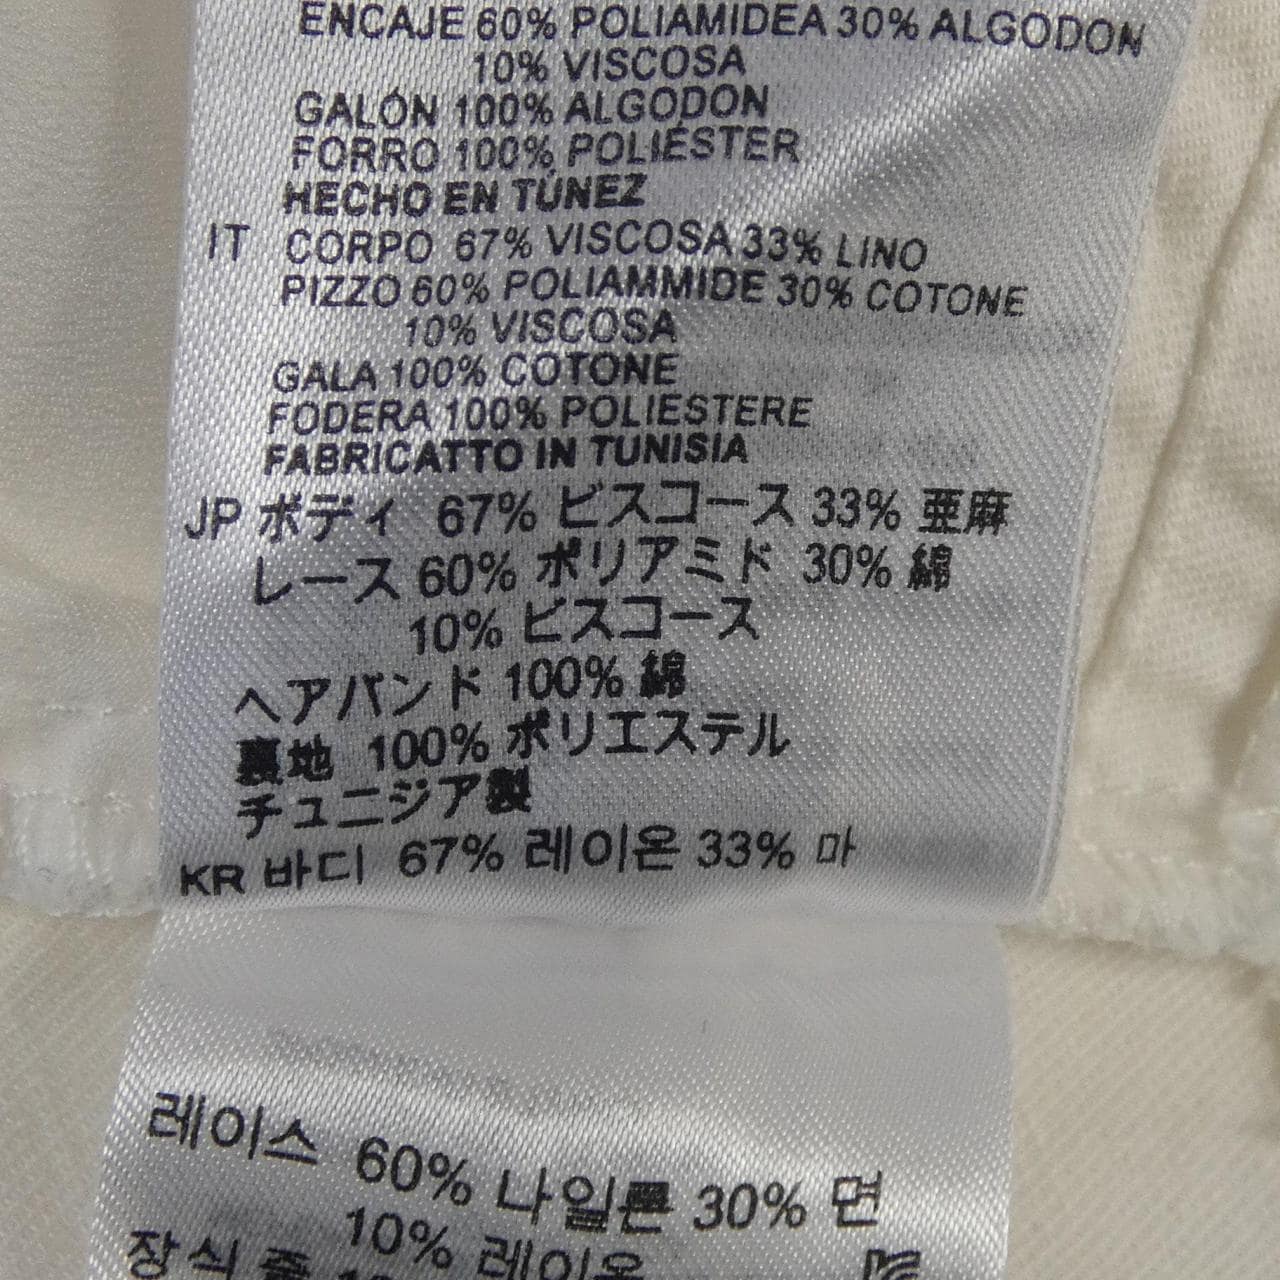 ENCAJE 60% POLIAMIDEA 30% ALGODON
10% VISCOSA
GALÓN 100% ALGODON
FORRO 100% POLIÉSTER
HECHO EN TÚNEZ
IT CORPO 67% VISCOSA 33% LINO
PIZZO 60% POLIAMMIDE 30% COTONE
10% VISCOSA
GALA 100% COTONE
FODERA 100% POLIESTERE
FABRICATTO IN TUNISIA
JP ボディ 67% ビスコース 33% 亜麻
レース 60% ポリアミド 30% 綿
10% ビスコース
ヘアバンド 100% 綿
裏地 100% ポリエステル
チュニジア製
KR 바디 67% 레이온 33% 마
레이스 60% 나일론 30% 면
10% 레이온
장식줄